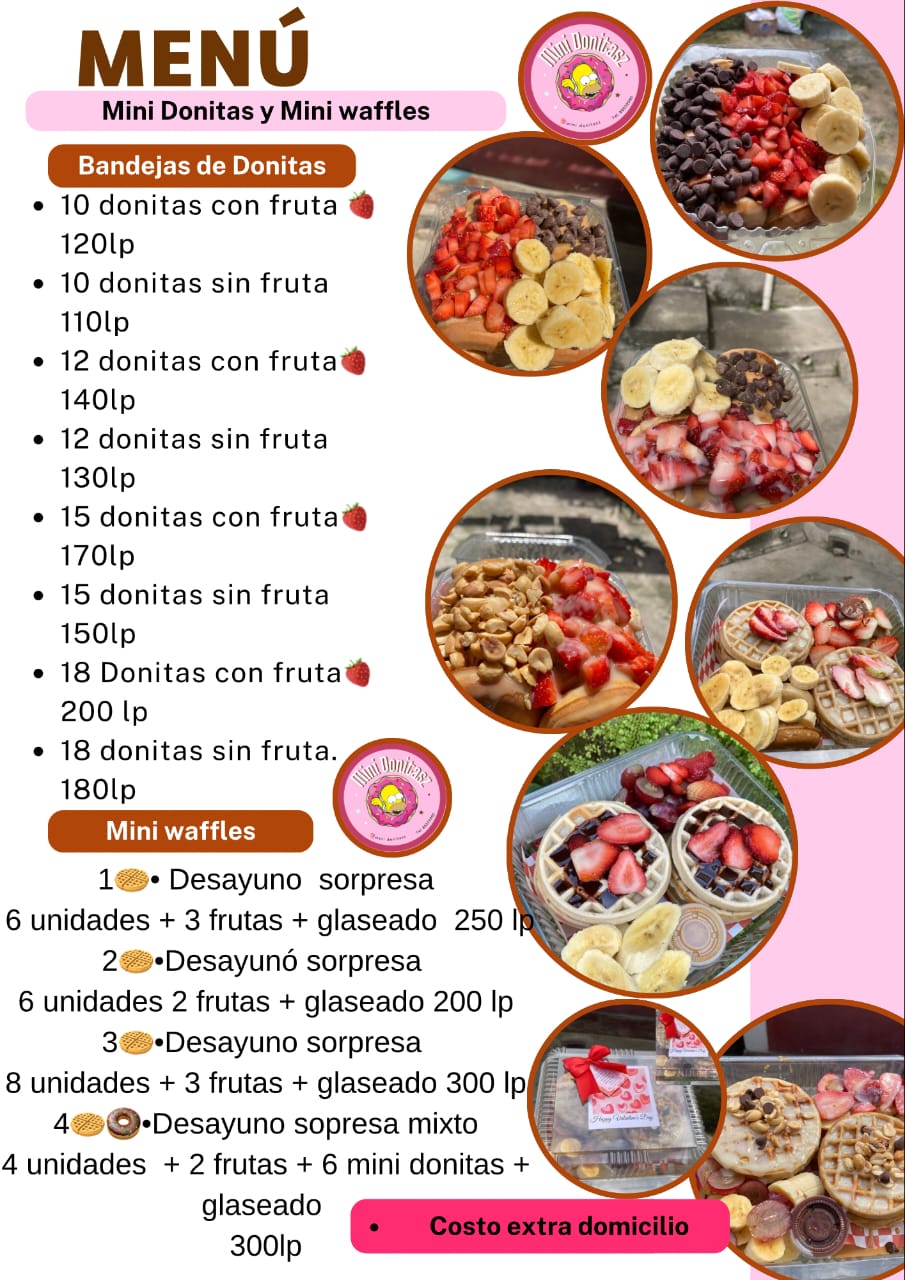 MENÚ
Mini Donitas y Mini waffles
Mini Donitasz
Bandejas de Donitas
• 10 donitas con fruta 🍓
120lp
• 10 donitas sin fruta
110lp
• 12 donitas con fruta🍓
140lp
• 12 donitas sin fruta
130lp
• 15 donitas con fruta🍓
170lp
• 15 donitas sin fruta
150lp
• 18 Donitas con fruta🍓
200 lp
• 18 donitas sin fruta.
180lp
Mini Donitasz
Mini waffles
1🧇• Desayuno sorpresa
6 unidades + 3 frutas + glaseado 250 lp
2🧇•Desayunó sorpresa
6 unidades 2 frutas + glaseado 200 lp
3🧇•Desayuno sorpresa
8 unidades + 3 frutas + glaseado 300 lp
4🧇🍩•Desayuno sopresa mixto
4 unidades + 2 frutas + 6 mini donitas +
glaseado
300lp
Happy Valentine's Day
• Costo extra domicilio